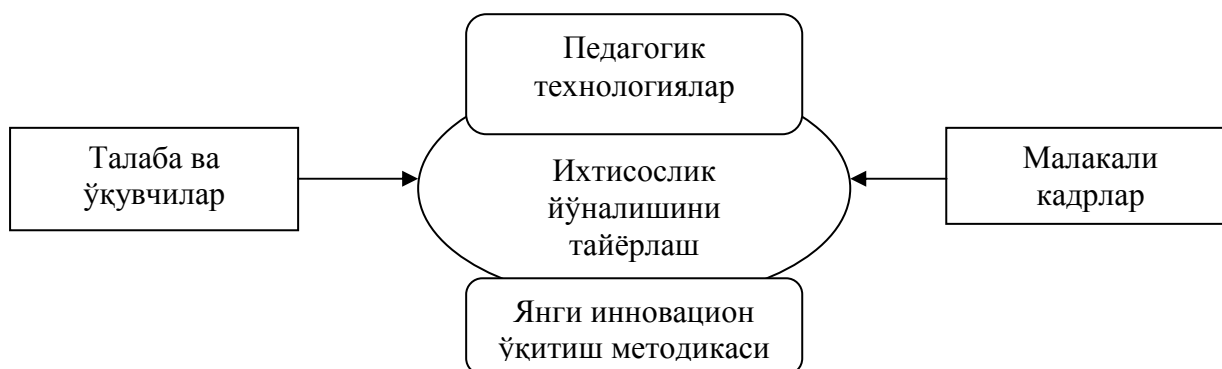 Педагогик
технологиялар
Талаба ва
ўқувчилар
Ихтисослик
йўналишини
тайёрлаш
Малакали
кадрлар
Янги инновацион
ўқитиш методикаси